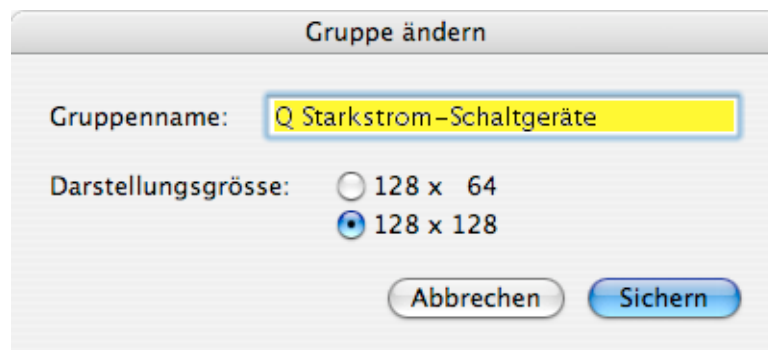 Gruppe ändern
Gruppenname: Q Starkstrom-Schaltgeräte
Darstellungsgrösse: 128 x 64
128 x 128
Abbrechen Sichern